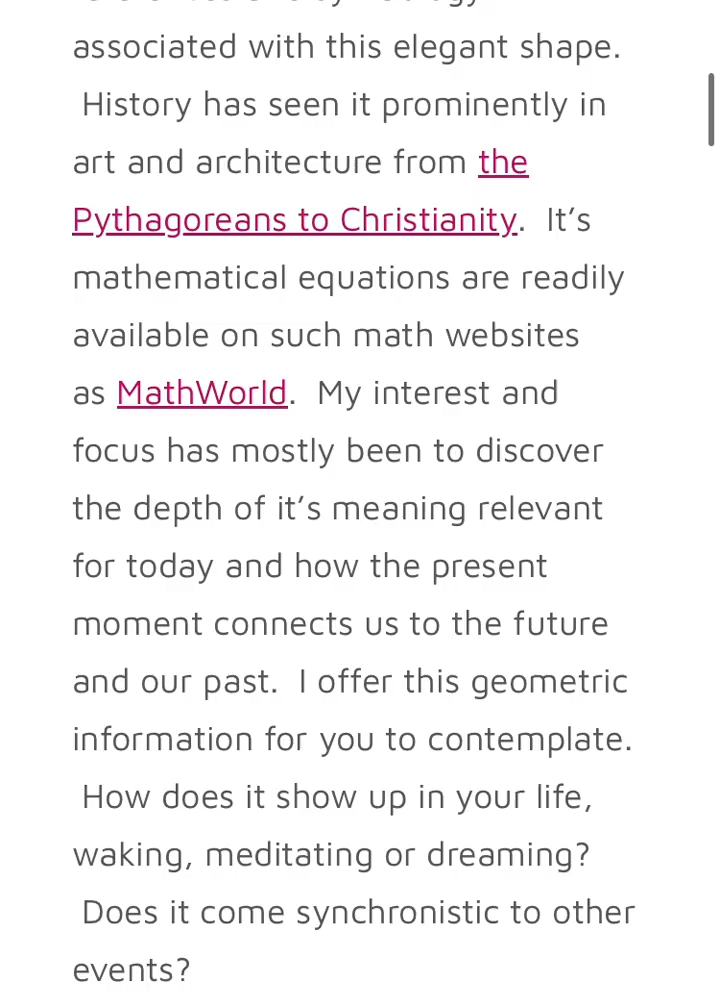 associated with this elegant shape.
History has seen it prominently in
art and architecture from the
Pythagoreans to Christianity.  It’s
mathematical equations are readily
available on such math websites
as MathWorld.  My interest and
focus has mostly been to discover
the depth of it’s meaning relevant
for today and how the present
moment connects us to the future
and our past.  I offer this geometric
information for you to contemplate.
How does it show up in your life,
waking, meditating or dreaming?
Does it come synchronistic to other
events?